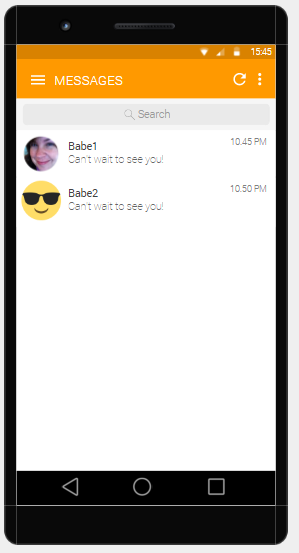 15:45
MESSAGES
Search
Babe1
10.45 PM
Can't wait to see you!
Babe2
10.50 PM
Can't wait to see you!